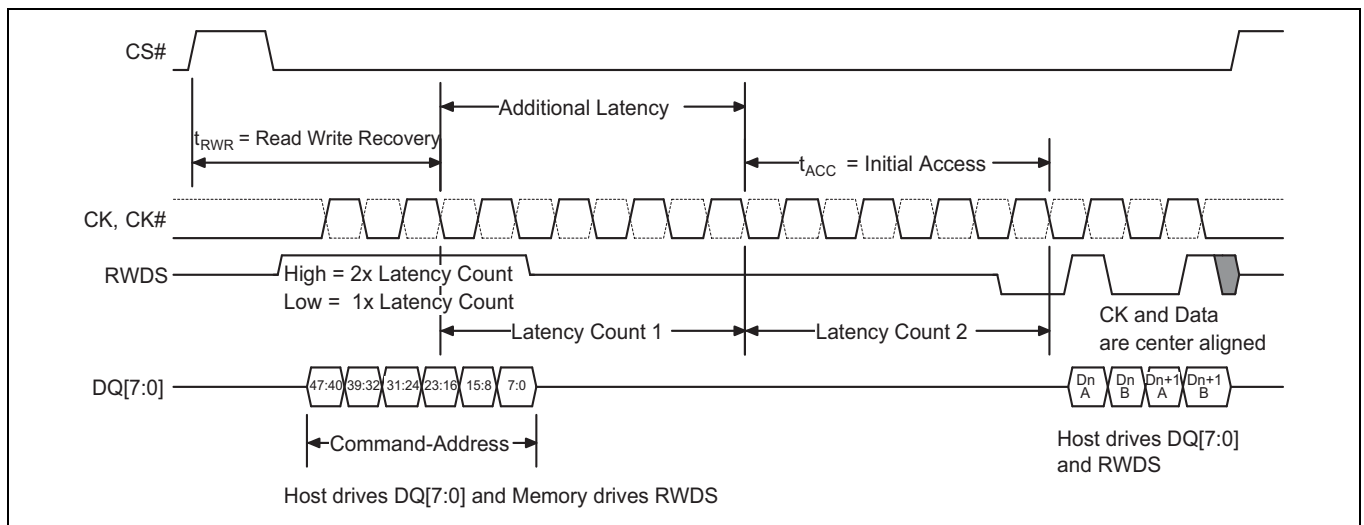 CS#
Additional Latency
tRWR = Read Write Recovery
tACC = Initial Access
CK, CK#
RWDS
High = 2x Latency Count
Low = 1x Latency Count
CK and Data
are center aligned
Latency Count 1
Latency Count 2
DQ[7:0]
47:40 39:32 31:24 23:16 15:8 7:0
Dn Dn Dn+1 Dn+1
A B A B
Command-Address
Host drives DQ[7:0]
and RWDS
Host drives DQ[7:0] and Memory drives RWDS